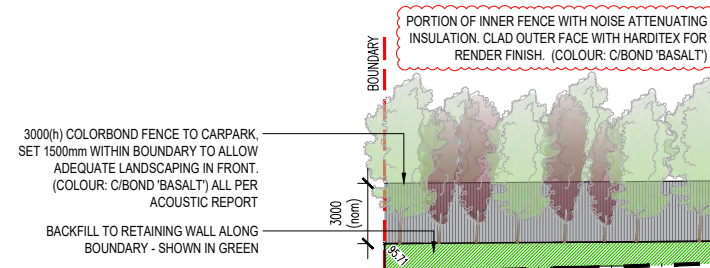 PORTION OF INNER FENCE WITH NOISE ATTENUATING
INSULATION. CLAD OUTER FACE WITH HARDITEX FOR
RENDER FINISH. (COLOUR: C/BOND 'BASALT')
BOUNDARY
3000(h) COLORBOND FENCE TO CARPARK,
SET 1500mm WITHIN BOUNDARY TO ALLOW
ADEQUATE LANDSCAPING IN FRONT.
(COLOUR: C/BOND 'BASALT') ALL PER
ACOUSTIC REPORT
3000
(nom)
BACKFILL TO RETAINING WALL ALONG
BOUNDARY - SHOWN IN GREEN
95.71